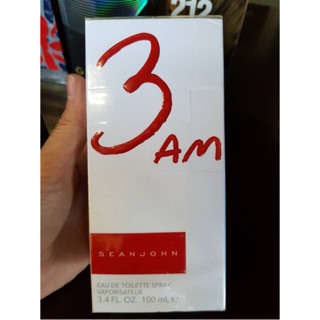 212
3
AM
SEANJOHN
EAU DE TOILETTE SPRAY
VAPORISATEUR
3.4 FL. OZ. 100 mL ℮